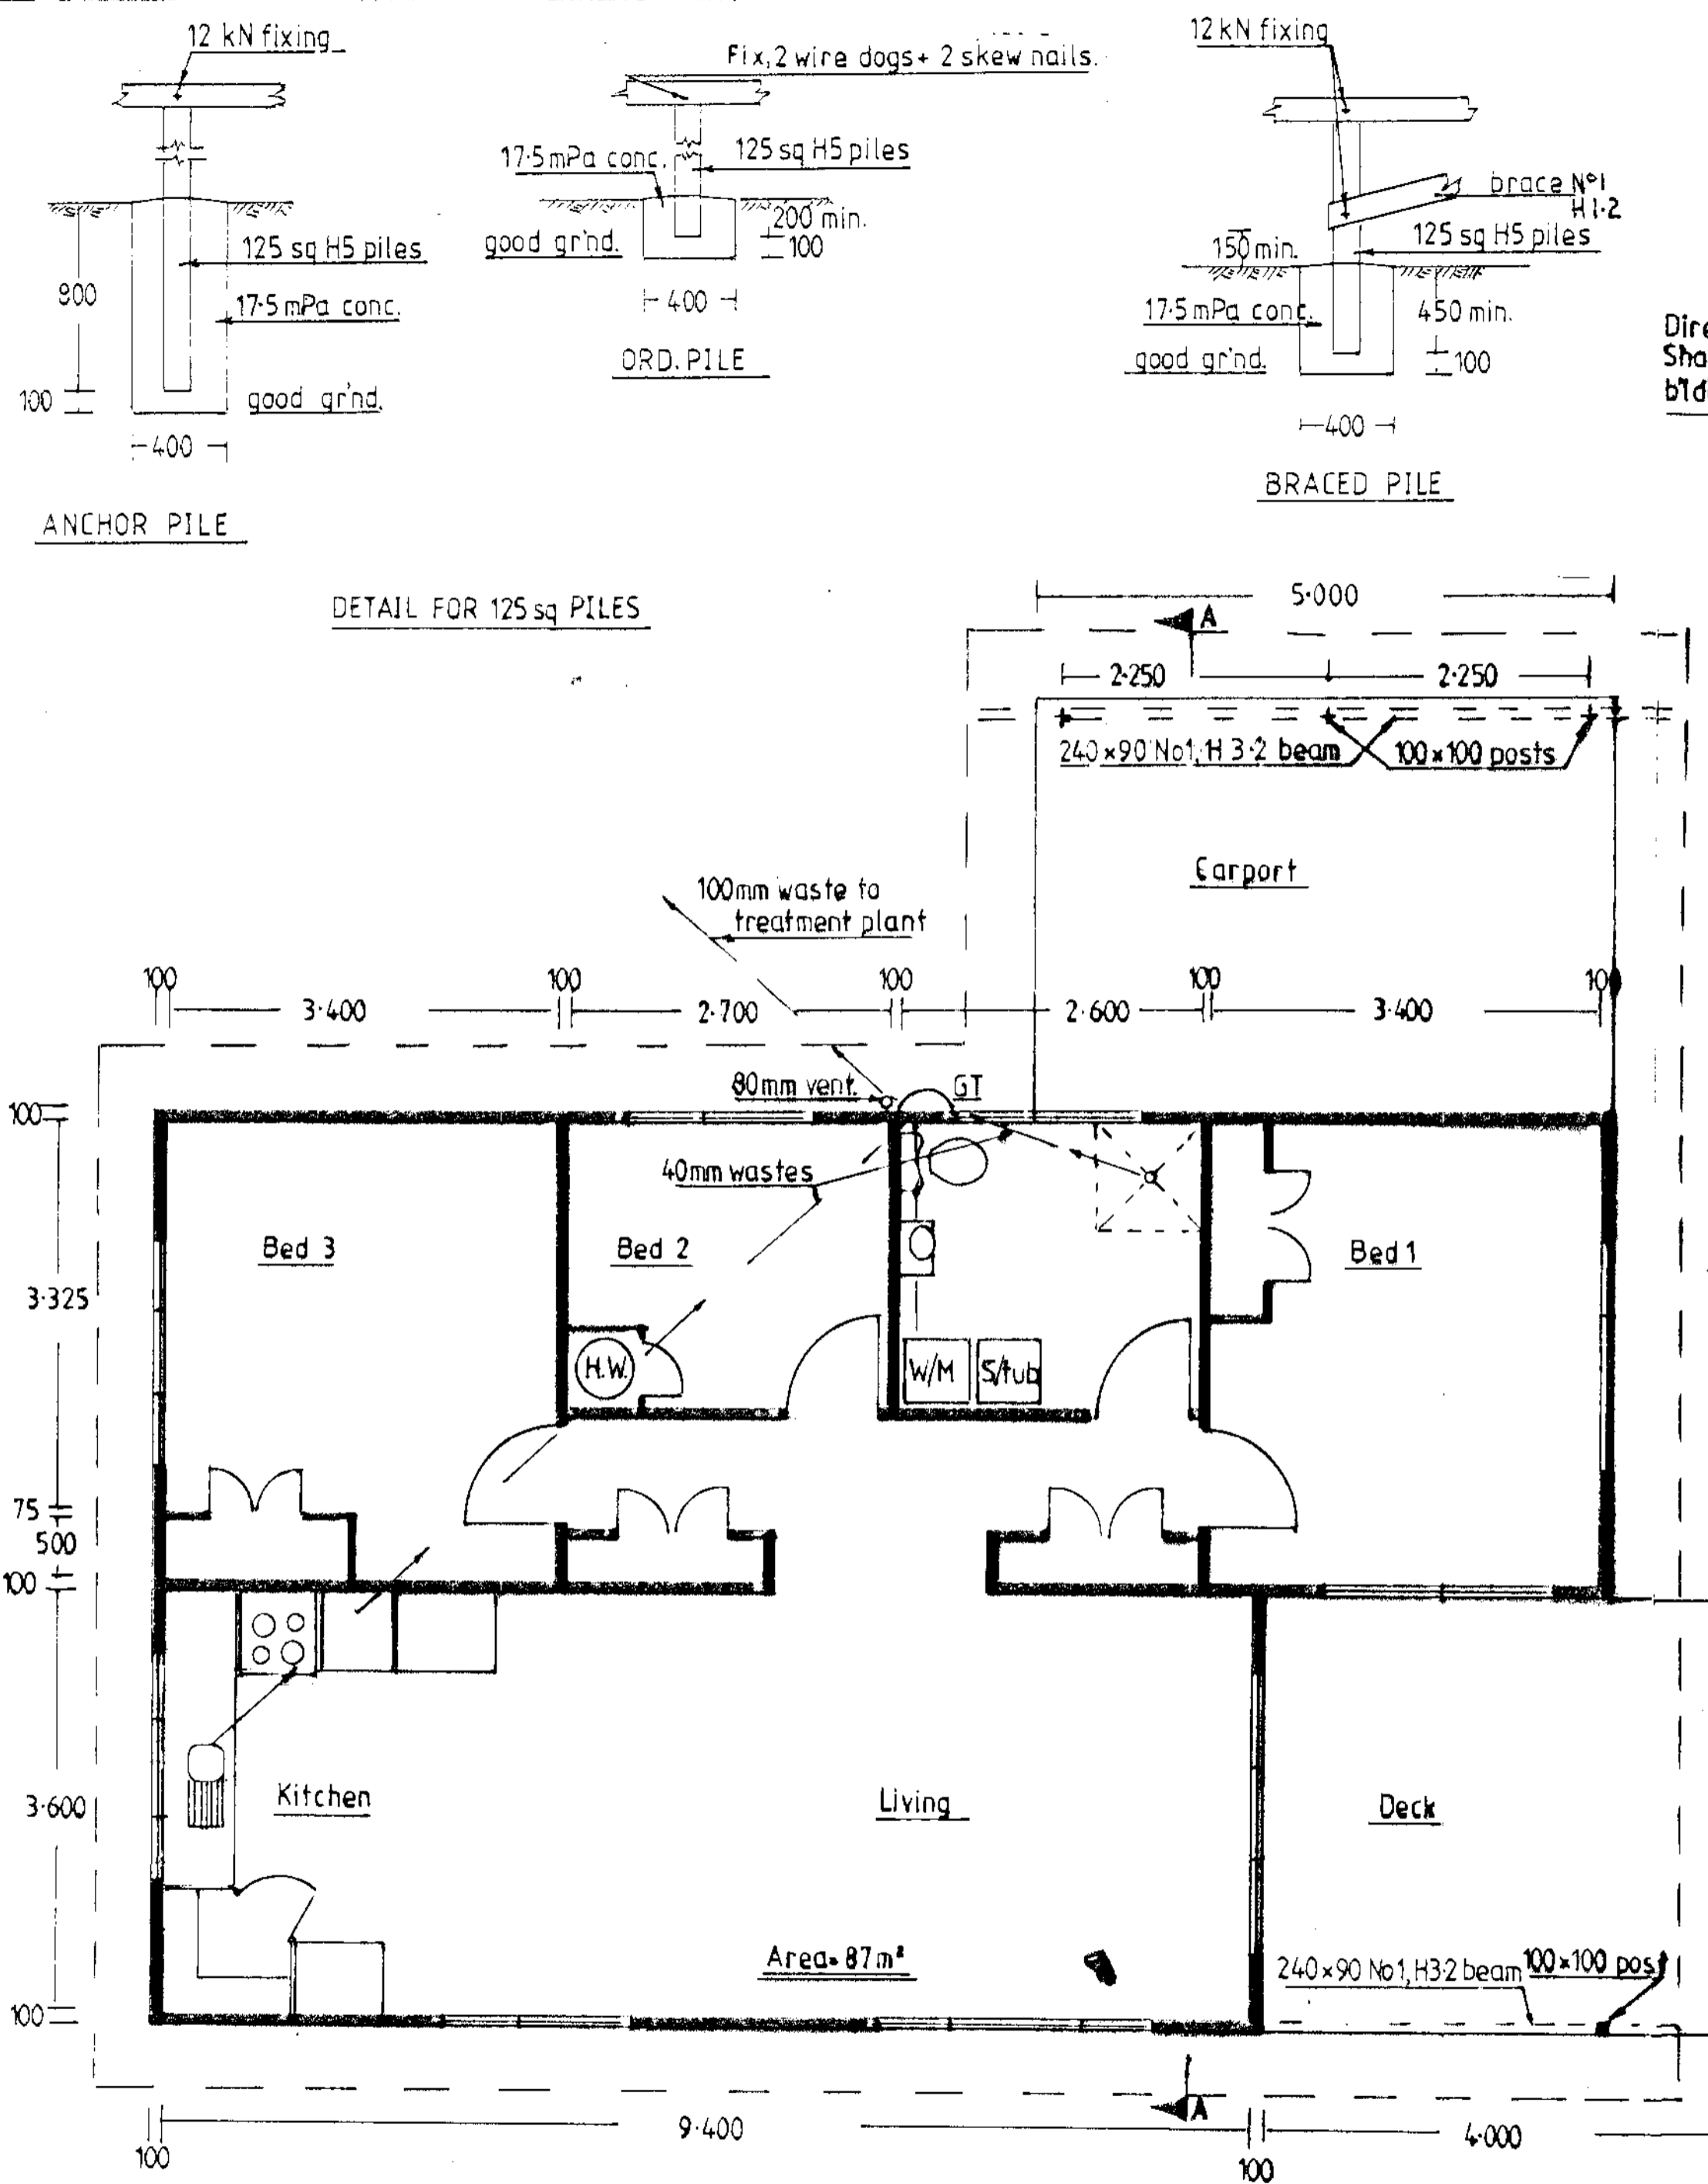 12 kN fixing
125 sq H5 piles
17·5 mPa conc.
900
100
good gr'nd.
400
ANCHOR PILE
Fix, 2 wire dogs + 2 skew nails.
17·5 mPa conc.
125 sq H5 piles
200 min.
good gr'nd.
100
400
ORD. PILE
12 kN fixing
brace Nº1
H1·2
150 min.
125 sq H5 piles
17·5 mPa conc.
450 min.
good gr'nd.
100
400
BRACED PILE
DETAIL FOR 125 sq PILES
5·000
A
2·250
2·250
240×90 No1, H 3·2 beam
100×100 posts
Carport
100mm waste to
treatment plant
100
3·400
100
2·700
100
2·600
100
3·400
80mm vent.
GT
100
40mm wastes
Bed 3
Bed 2
Bed 1
3·325
H.W.
W/M
S/tub
75
500
100
Kitchen
Living
Deck
3·600
Area= 87m²
240×90 No1, H3·2 beam
100×100 post
100
A
9·400
4·000
100
100